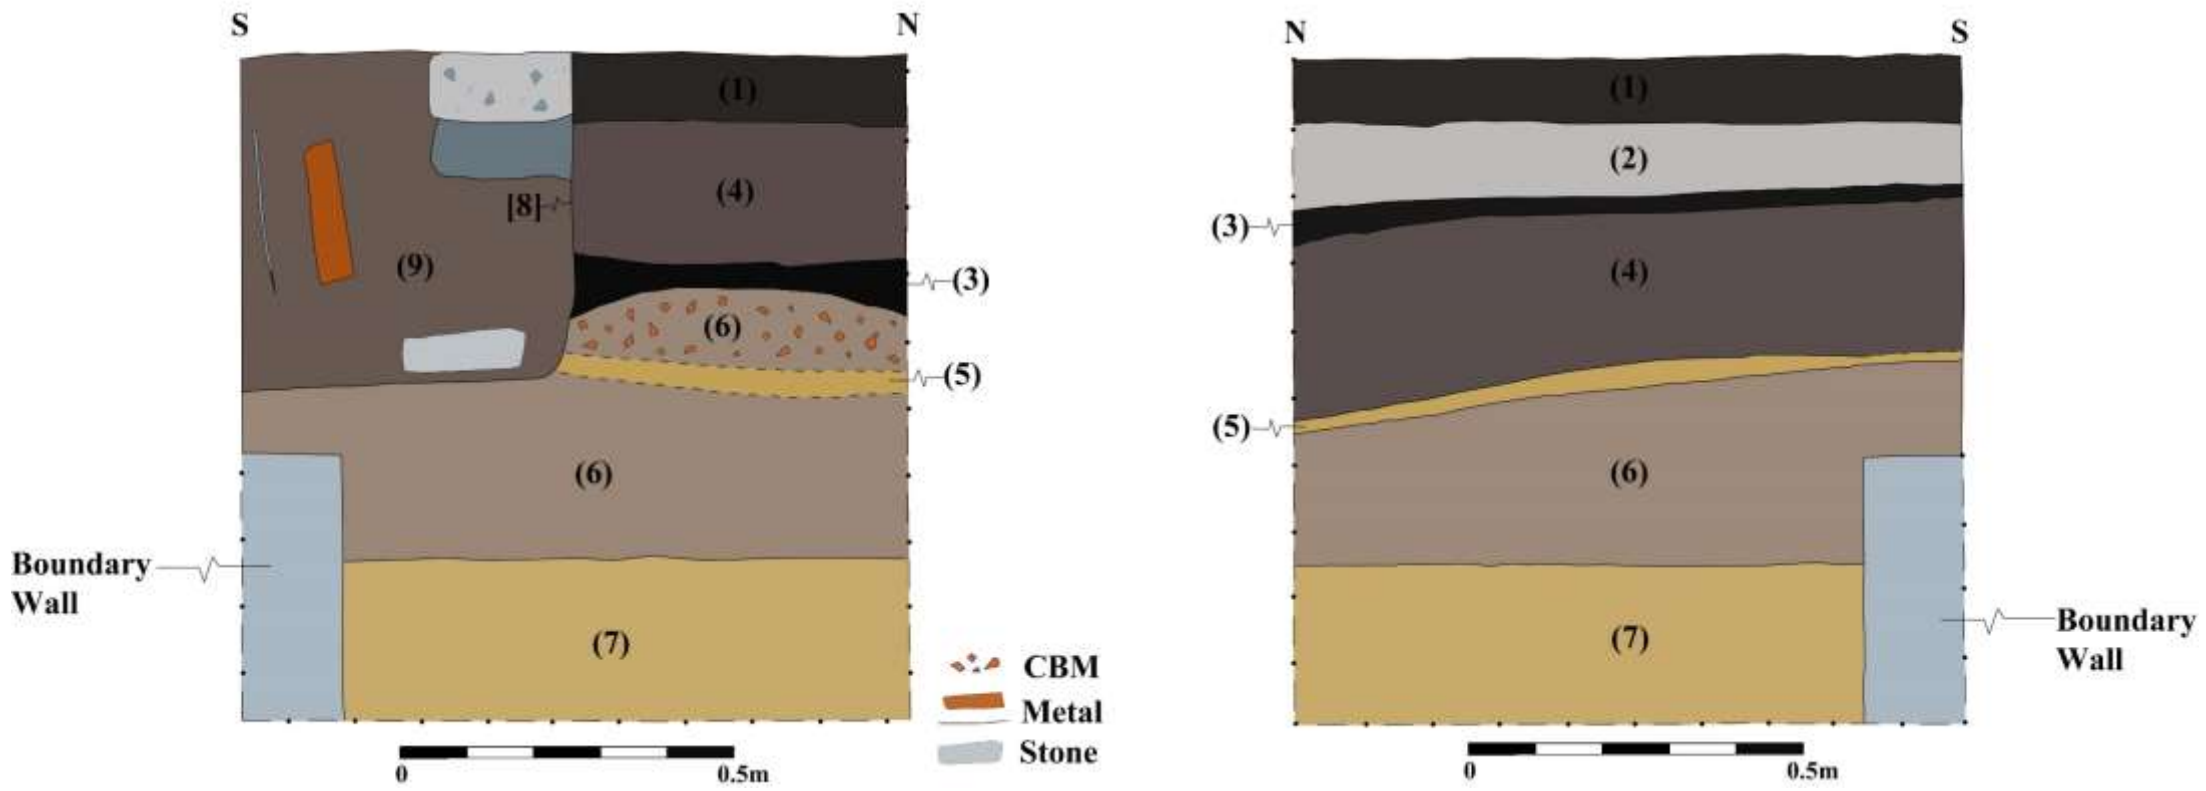 S
N
(1)
(4)
[8]
(9)
(3)
(6)
(5)
(6)
Boundary
Wall
(7)
CBM
Metal
Stone
0
0.5m
N
S
(1)
(2)
(3)
(4)
(5)
(6)
Boundary
Wall
(7)
0
0.5m